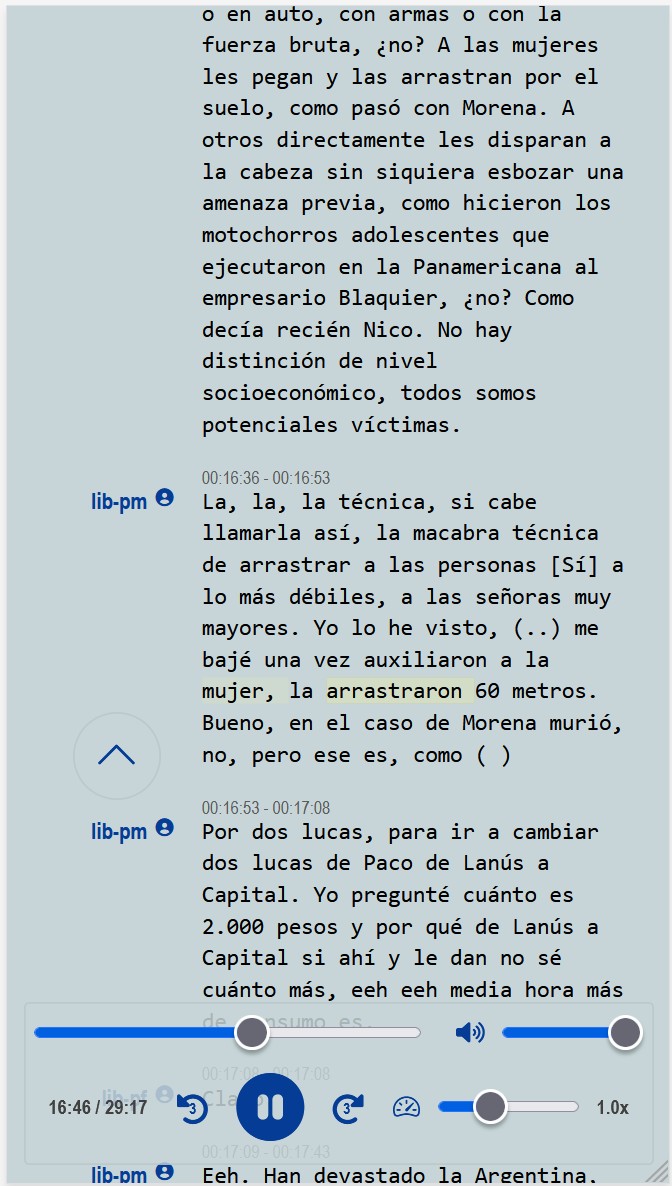 o en auto, con armas o con la
fuerza bruta, ¿no? A las mujeres
les pegan y las arrastran por el
suelo, como pasó con Morena. A
otros directamente les disparan a
la cabeza sin siquiera esbozar una
amenaza previa, como hicieron los
motochorros adolescentes que
ejecutaron en la Panamericana al
empresario Blaquier, ¿no? Como
decía recién Nico. No hay
distinción de nivel
socioeconómico, todos somos
potenciales víctimas.
00:16:36 - 00:16:53
lib-pm
La, la, la técnica, si cabe
llamarla así, la macabra técnica
de arrastrar a las personas [Sí] a
lo más débiles, a las señoras muy
mayores. Yo lo he visto, (..) me
bajé una vez auxiliaron a la
mujer, la arrastraron 60 metros.
Bueno, en el caso de Morena murió,
no, pero ese es, como ( )
00:16:53 - 00:17:08
lib-pm
Por dos lucas, para ir a cambiar
dos lucas de Paco de Lanús a
Capital. Yo pregunté cuánto es
2.000 pesos y por qué de Lanús a
Capital si ahí y le dan no sé
cuánto más, eeh eeh media hora más
de consumo es.
00:17:08 - 00:17:08
lib-pf
16:46 / 29:17
3
3
1.0x
00:17:09 - 00:17:43
lib-pm
Eeh. Han devastado la Argentina,